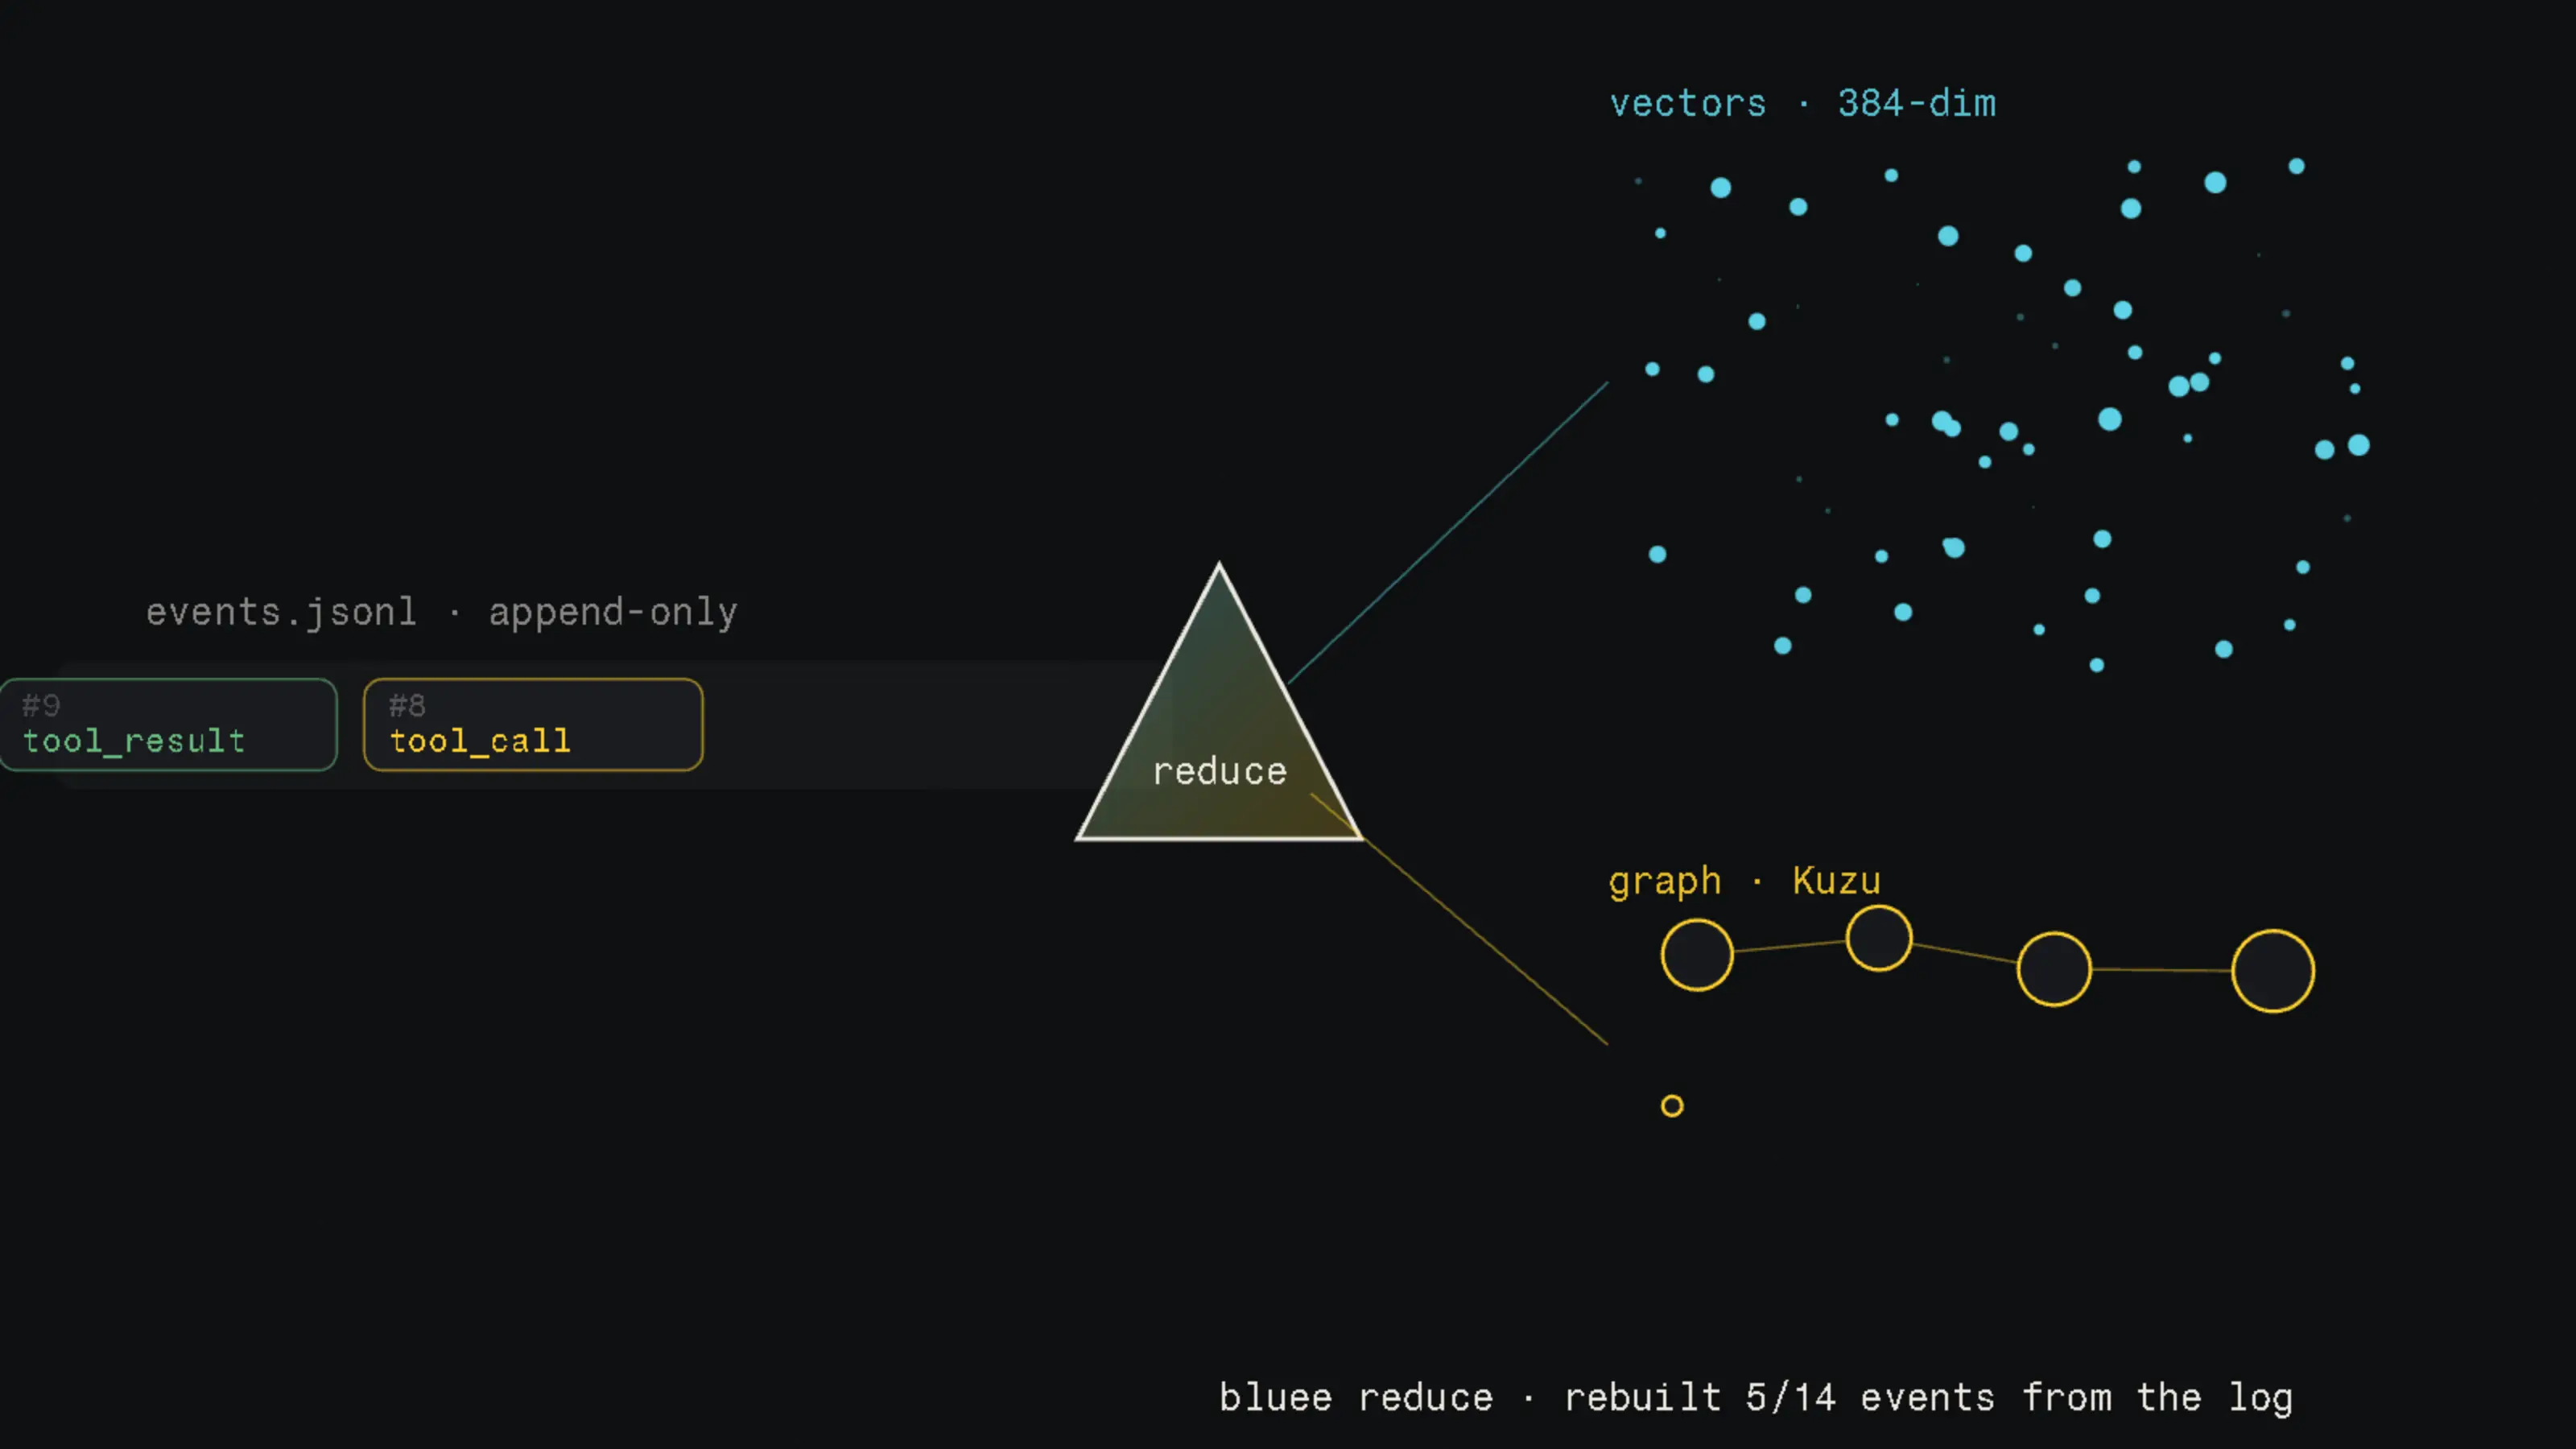 vectors · 384-dim
events.jsonl · append-only
#9
tool_result
#8
tool_call
reduce
graph · Kuzu
bluee reduce · rebuilt 5/14 events from the log